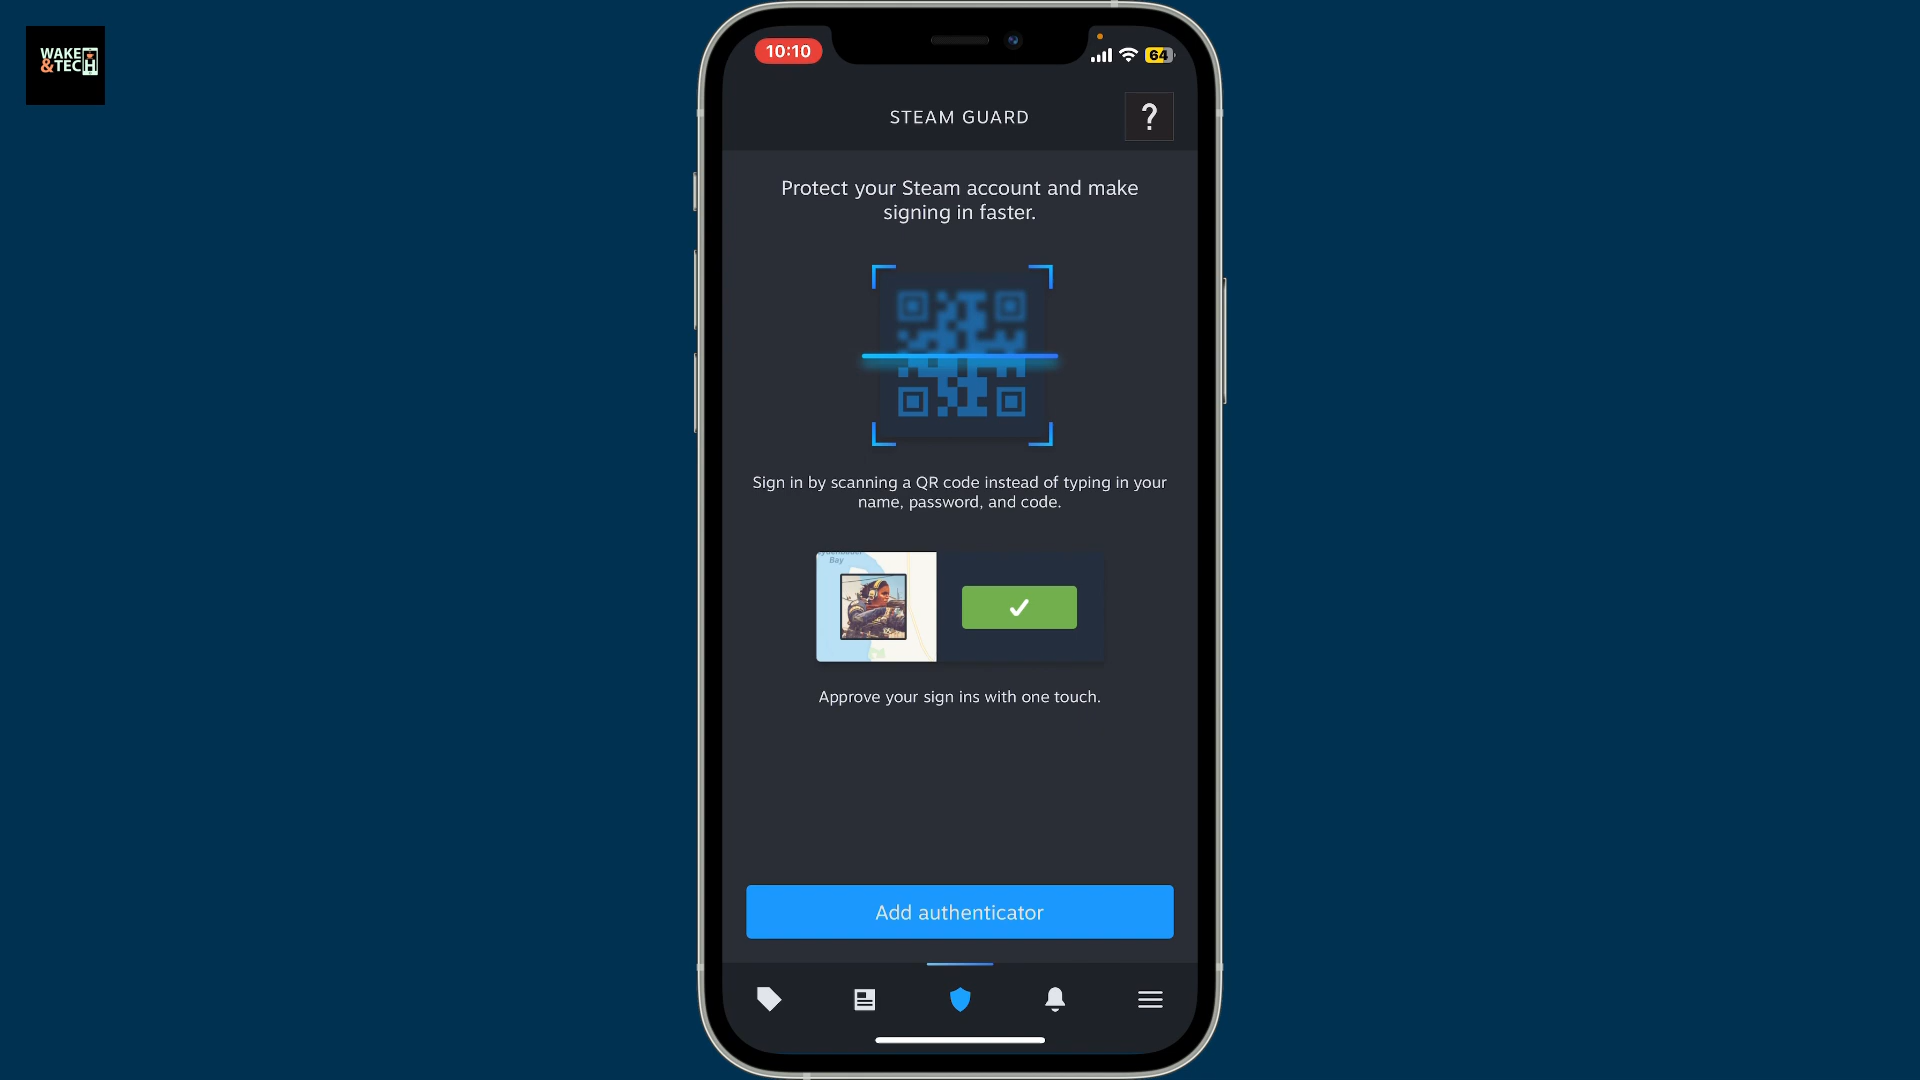 WAKE
&TECH
10:10
64
STEAM GUARD
?
Protect your Steam account and make
signing in faster.
Sign in by scanning a QR code instead of typing in your
name, password, and code.
Bay
Approve your sign ins with one touch.
Add authenticator